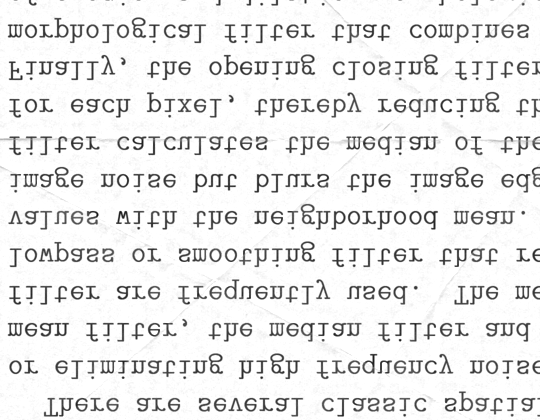 There are several classic spatial
or eliminating high frequency noise
mean filter, the median filter and
filter are frequently used. The me
lowpass or smoothing filter that re
values with the neighborhood mean.
image noise but blurs the image edg
filter calculates the median of the
for each pixel, thereby reducing th
Finally, the opening closing filter
morphological filter that combines